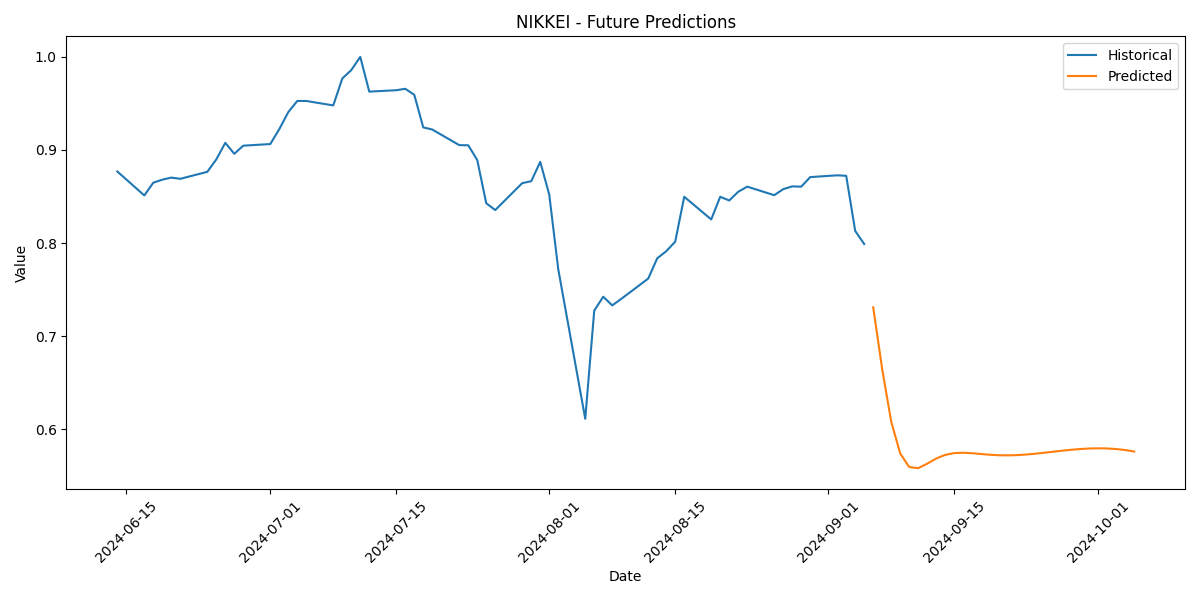 NIKKEI - Future Predictions
Historical
Predicted
Value
1.0
0.9
0.8
0.7
0.6
2024-06-15
2024-07-01
2024-07-15
2024-08-01
2024-08-15
2024-09-01
2024-09-15
2024-10-01
Date